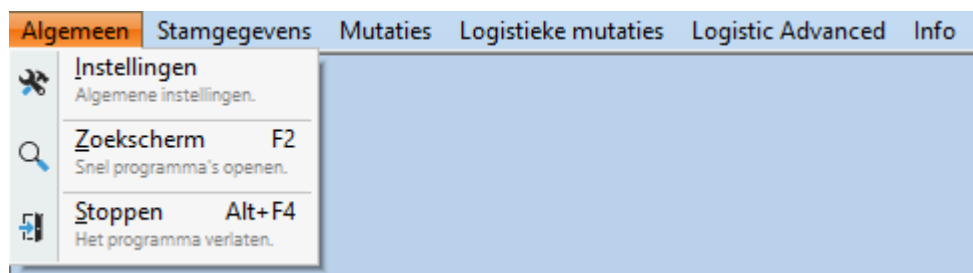 Algemeen Stamgegevens Mutaties Logistieke mutaties Logistic Advanced Info
Instellingen
Algemene instellingen.
Zoekscherm F2
Snel programma's openen.
Stoppen Alt+F4
Het programma verlaten.